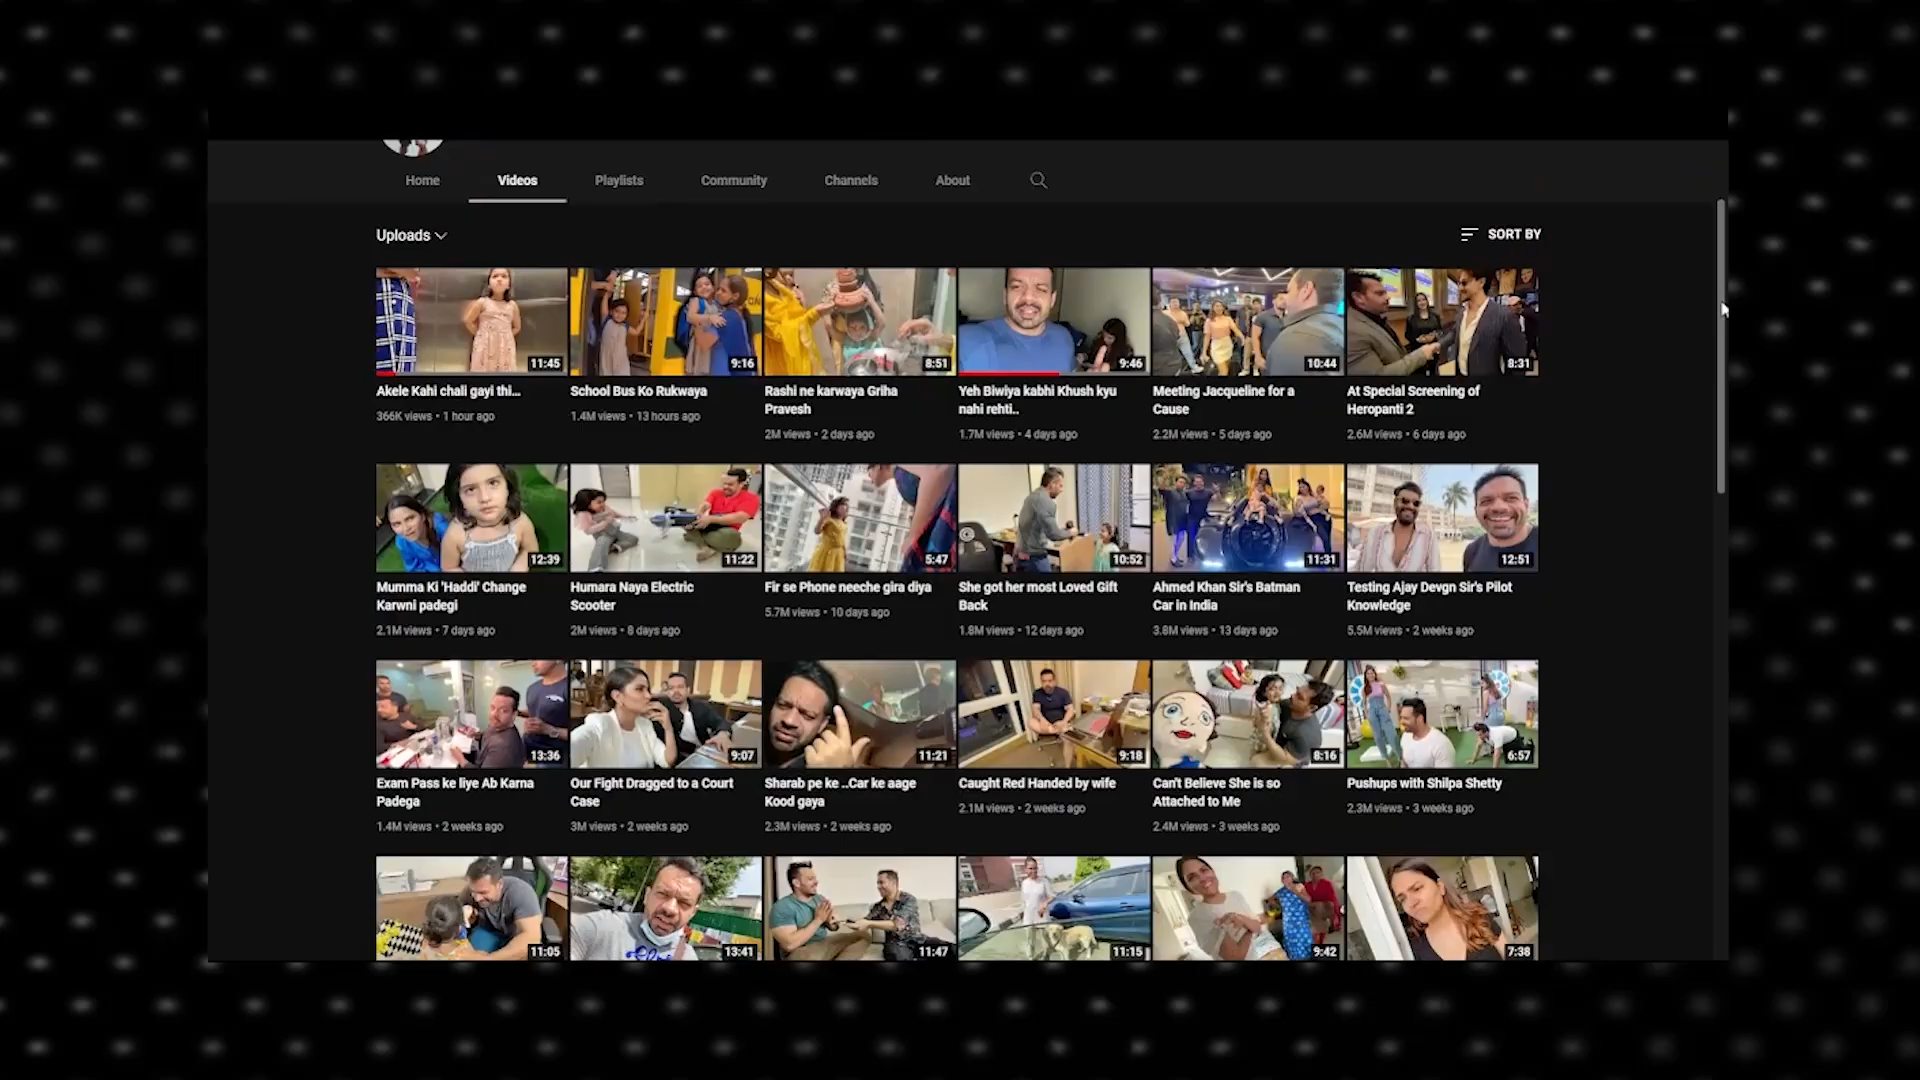 Home Videos Playlists Community Channels About
Uploads SORT BY
11:45 9:16 8:51 9:46 10:44 8:31
Akele Kahi chali gayi thi...
366K views • 1 hour ago
School Bus Ko Rukwaya
1.4M views • 13 hours ago
Rashi ne karwaya Griha
Pravesh
2M views • 2 days ago
Yeh Biwiya kabhi Khush kyu
nahi rehti..
1.7M views • 4 days ago
Meeting Jacqueline for a
Cause
2.2M views • 5 days ago
At Special Screening of
Heropanti 2
2.6M views • 6 days ago
12:39 11:22 5:47 10:52 11:31 12:51
Mumma Ki 'Haddi' Change
Karwni padegi
2.1M views • 7 days ago
Humara Naya Electric
Scooter
2M views • 8 days ago
Fir se Phone neeche gira diya
5.7M views • 10 days ago
She got her most Loved Gift
Back
1.8M views • 12 days ago
Ahmed Khan Sir's Batman
Car in India
3.8M views • 13 days ago
Testing Ajay Devgn Sir's Pilot
Knowledge
5.5M views • 2 weeks ago
13:36 9:07 11:21 9:18 8:16 6:57
Exam Pass ke liye Ab Karna
Padega
1.4M views • 2 weeks ago
Our Fight Dragged to a Court
Case
3M views • 2 weeks ago
Sharab pe ke ..Car ke aage
Kood gaya
2.3M views • 2 weeks ago
Caught Red Handed by wife
2.1M views • 2 weeks ago
Can't Believe She is so
Attached to Me
2.4M views • 3 weeks ago
Pushups with Shilpa Shetty
2.3M views • 3 weeks ago
11:05 13:41 11:47 11:15 9:42 7:38